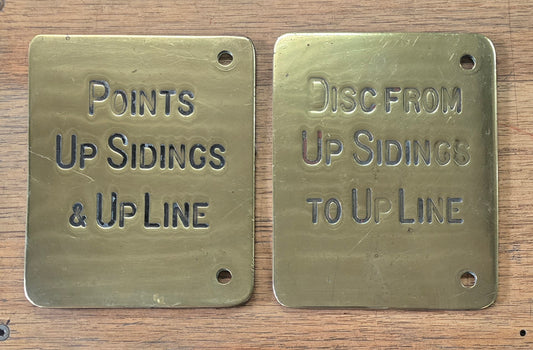 POINTS
UP SIDINGS
& UP LINE
DISC FROM
UP SIDINGS
TO UP LINE